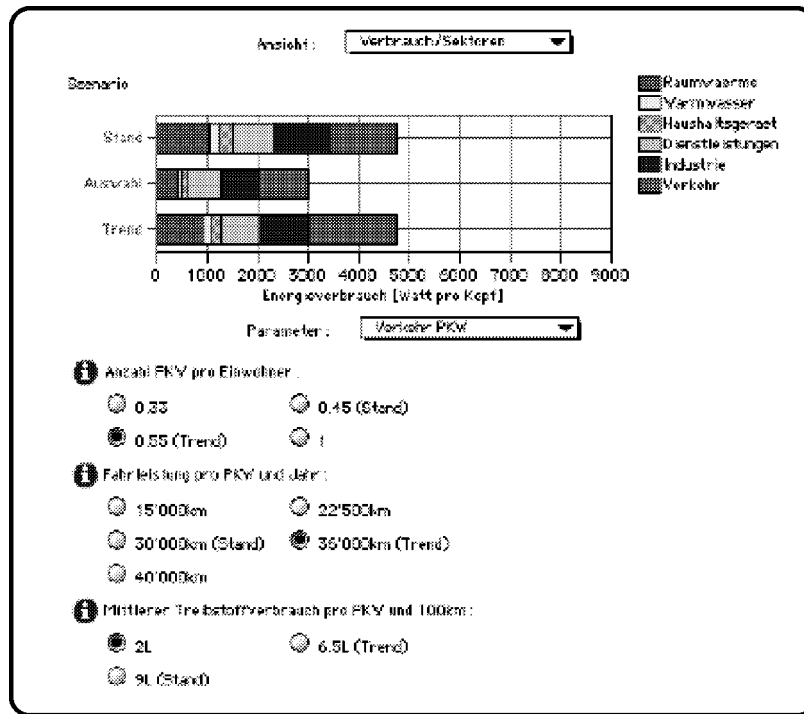 Ansicht: Verbrauch/Sektoren
Szenario
Raumwaerme
Warmwasser
Haushaltsgeraet
Dienstleistungen
Industrie
Verkehr
Stand
Auswahl
Trend
0 1000 2000 3000 4000 5000 6000 7000 8000 9000
Energieverbrauch [Watt pro Kopf]
Parameter: Verkehr PKW
Anzahl PKW pro Einwohner:
0.33 0.45 (Stand)
0.55 (Trend) 1
Fahrleistung pro PKW und Jahr:
15'000km 22'500km
30'000km (Stand) 36'000km (Trend)
40'000km
Mittlerer Treibstoffverbrauch pro PKW und 100km:
2L 6.5L (Trend)
9L (Stand)